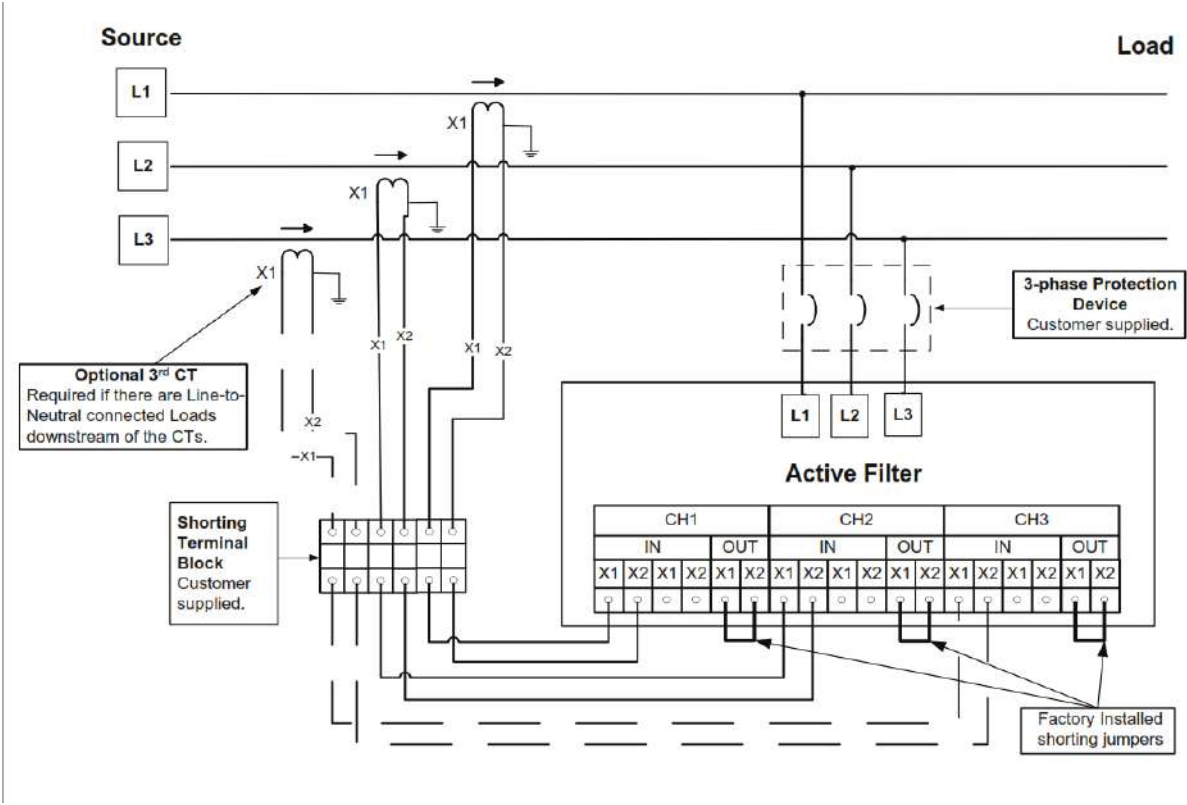 Source
Load
L1
X1
L2
X1
L3
X1
3-phase Protection
Device
Customer supplied.
X1
X2
X1
X2
Optional 3rd CT
Required if there are Line-to-
Neutral connected Loads
downstream of the CTs.
X2
X1
L1
L2
L3
Active Filter
Shorting
Terminal
Block
Customer
supplied.
CH1 CH2 CH3
IN OUT IN OUT IN OUT
X1 X2 X1 X2 X1 X2 X1 X2 X1 X2 X1 X2 X1 X2 X1 X2 X1 X2
Factory Installed
shorting jumpers